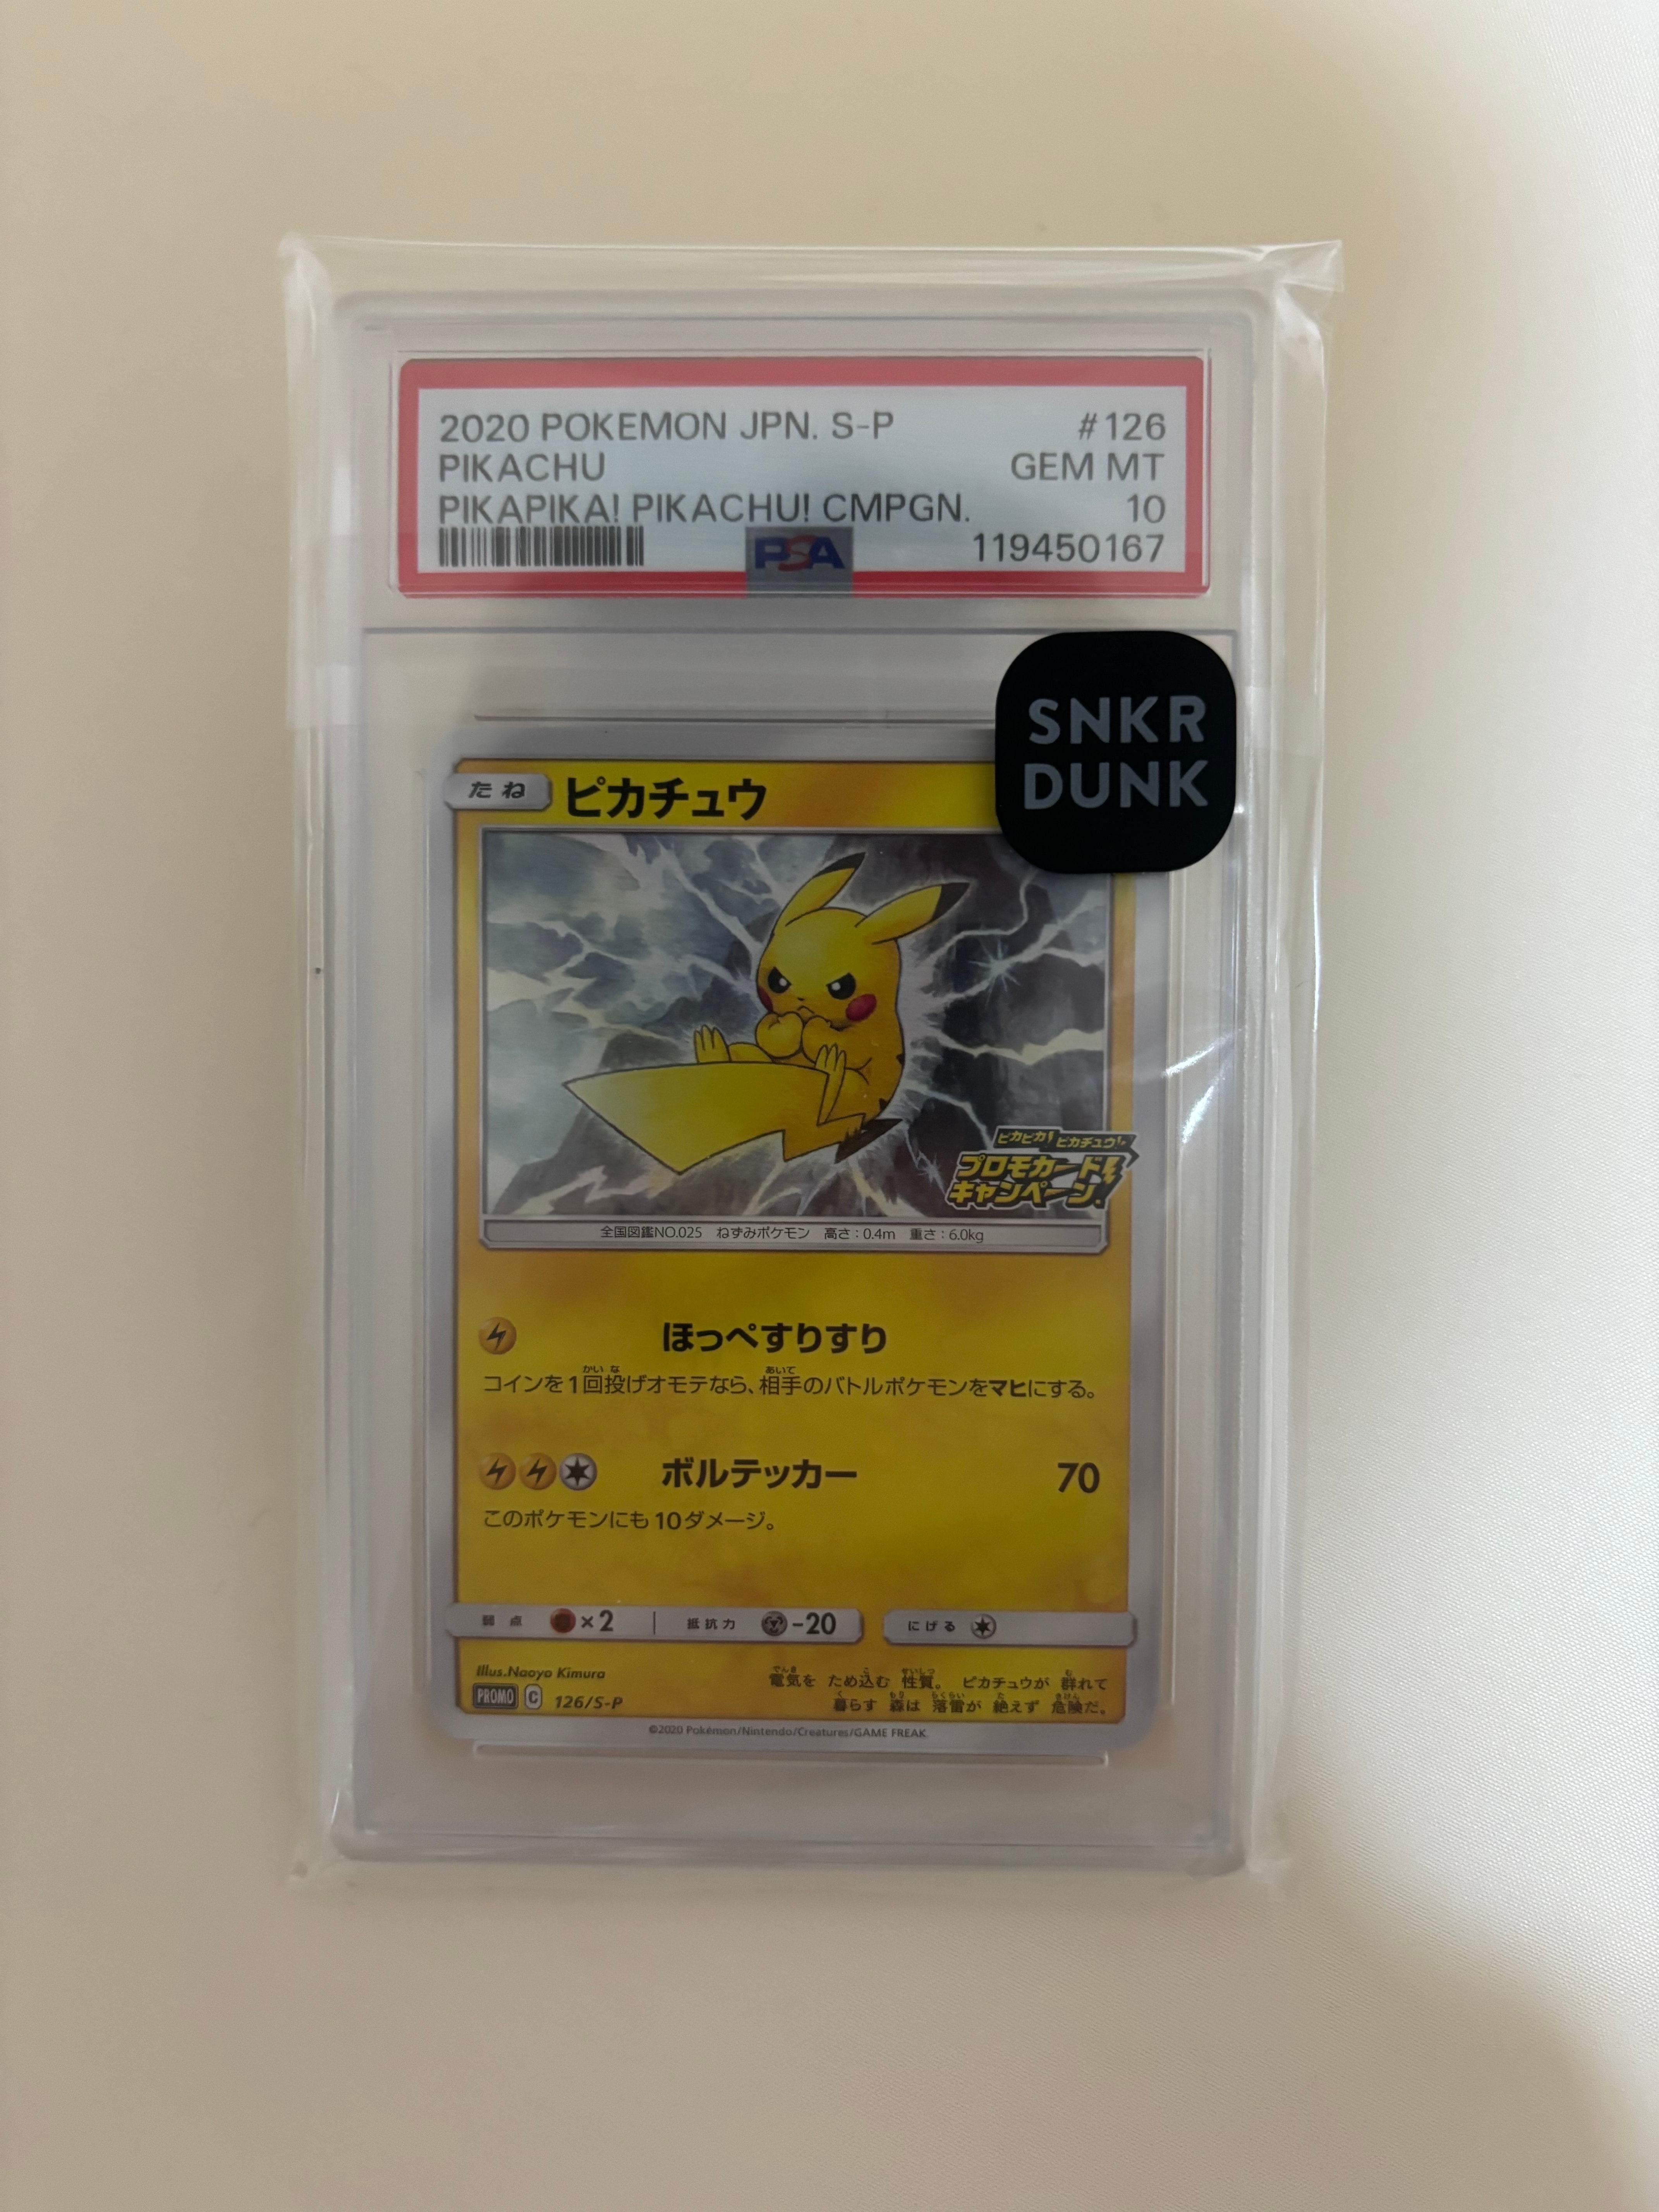 2020 POKEMON JPN. S-P #126
PIKACHU GEM MT
PIKAPIKA! PIKACHU! CMPGN. 10
PSA 119450167
SNKR
DUNK
たね ピカチュウ
ピカピカ! ピカチュウ!
プロモカード
キャンペーン!
全国図鑑NO.025 ねずみポケモン 高さ：0.4m 重さ：6.0kg
ほっぺすりすり
コインを1回投げオモテなら、相手のバトルポケモンをマヒにする。
ボルテッカー 70
このポケモンにも10ダメージ。
弱点 ×2 抵抗力 -20 にげる
Illus.Naoyo Kimura
電気を ため込む 性質。 ピカチュウが 群れて
暮らす 森は 落雷が 絶えず 危険だ。
PROMO C 126/S-P
©2020 Pokémon/Nintendo/Creatures/GAME FREAK.